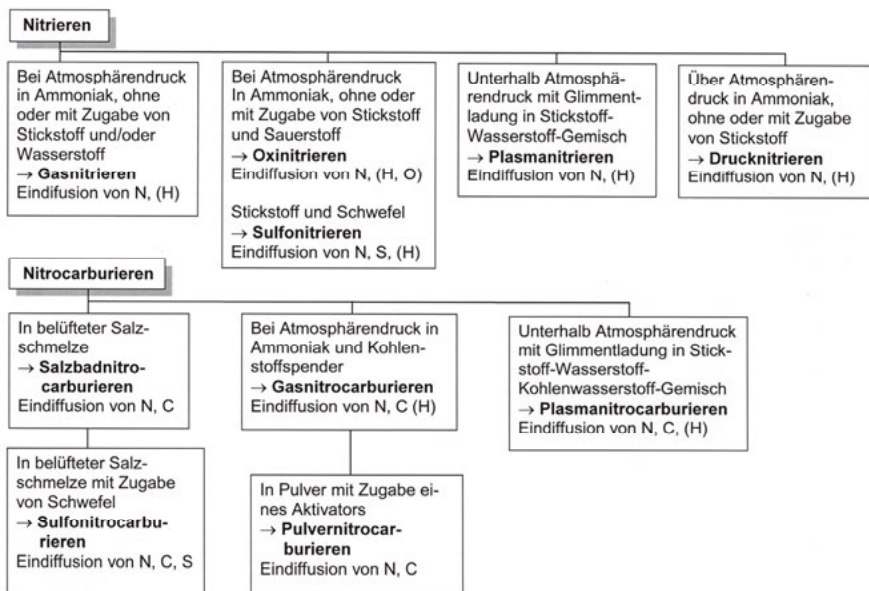 Nitrieren
Bei Atmosphärendruck
in Ammoniak, ohne
oder mit Zugabe von
Stickstoff und/oder
Wasserstoff
→ Gasnitrieren
Eindifusion von N, (H)
Bei Atmosphärendruck
In Ammoniak, ohne oder
mit Zugabe von Stickstoff
und Sauerstoff
→ Oxinitrieren
Eindiffusion von N, (H, O)
Stickstoff und Schwefel
→ Sulfonitrieren
Eindiffusion von N, S, (H)
Unterhalb Atmosphä-
rendruck mit Glimment-
ladung in Stickstoff-
Wasserstoff-Gemisch
→ Plasmanitrieren
Eindiffusion von N, (H)
Über Atmosphären-
druck in Ammoniak,
ohne oder mit Zugabe
von Stickstoff
→ Drucknitrieren
Eindiffusion von N, (H)
Nitrocarburieren
In belüfteter Salz-
schmelze
→ Salzbadnitro-
carburieren
Eindiffusion von N, C
Bei Atmosphärendruck in
Ammoniak und Kohlen-
stoffspender
→ Gasnitrocarburieren
Eindiffusion von N, C (H)
Unterhalb Atmosphärendruck
mit Glimmentladung in Stick-
stoff-Wasserstoff-
Kohlenwasserstoff-Gemisch
→ Plasmanitrocarburieren
Eindiffusion von N, C, (H)
In belüfteter Salz-
schmelze mit Zugabe
von Schwefel
→ Sulfonitrocarbu-
rieren
Eindiffusion von N, C, S
In Pulver mit Zugabe ei-
nes Aktivators
→ Pulvernitrocar-
burieren
Eindiffusion von N, C